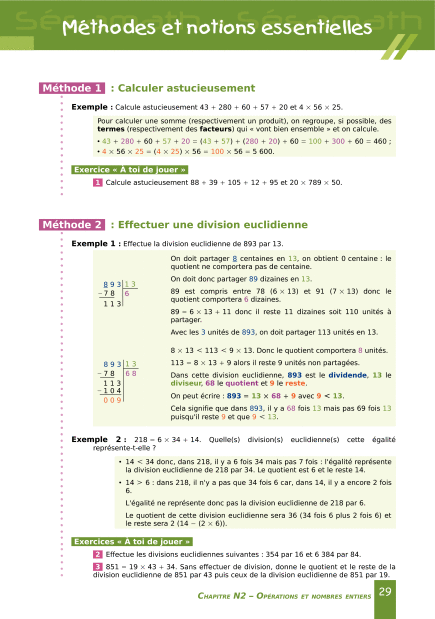 Méthodes et notions essentielles
Méthode 1 : Calculer astucieusement
Exemple : Calcule astucieusement 43 + 280 + 60 + 57 + 20 et 4 × 56 × 25.
Pour calculer une somme (respectivement un produit), on regroupe, si possible, des
termes (respectivement des facteurs) qui « vont bien ensemble » et on calcule.
• 43 + 280 + 60 + 57 + 20 = (43 + 57) + (280 + 20) + 60 = 100 + 300 + 60 = 460 ;
• 4 × 56 × 25 = (4 × 25) × 56 = 100 × 56 = 5 600.
Exercice « À toi de jouer »
1 Calcule astucieusement 88 + 39 + 105 + 12 + 95 et 20 × 789 × 50.
Méthode 2 : Effectuer une division euclidienne
Exemple 1 : Effectue la division euclidienne de 893 par 13.
On doit partager 8 centaines en 13, on obtient 0 centaine : le
quotient ne comportera pas de centaine.
On doit donc partager 89 dizaines en 13.
8 9 3 1 3
− 7 8 6
1 1 3
89 est compris entre 78 (6 × 13) et 91 (7 × 13) donc le
quotient comportera 6 dizaines.
89 = 6 × 13 + 11 donc il reste 11 dizaines soit 110 unités à
partager.
Avec les 3 unités de 893, on doit partager 113 unités en 13.
8 × 13 < 113 < 9 × 13. Donc le quotient comportera 8 unités.
8 9 3 1 3
− 7 8 6 8
1 1 3
− 1 0 4
0 0 9
113 = 8 × 13 + 9 alors il reste 9 unités non partagées.
Dans cette division euclidienne, 893 est le dividende, 13 le
diviseur, 68 le quotient et 9 le reste.
On peut écrire : 893 = 13 × 68 + 9 avec 9 < 13.
Cela signifie que dans 893, il y a 68 fois 13 mais pas 69 fois 13
puisqu'il reste 9 et que 9 < 13.
Exemple 2 : 218 = 6 × 34 + 14. Quelle(s) division(s) euclidienne(s) cette égalité
représente-t-elle ?
• 14 < 34 donc, dans 218, il y a 6 fois 34 mais pas 7 fois : l'égalité représente
la division euclidienne de 218 par 34. Le quotient est 6 et le reste 14.
• 14 > 6 : dans 218, il n'y a pas que 34 fois 6 car, dans 14, il y a encore 2 fois
6.
L'égalité ne représente donc pas la division euclidienne de 218 par 6.
Le quotient de cette division euclidienne sera 36 (34 fois 6 plus 2 fois 6) et
le reste sera 2 (14 − (2 × 6)).
Exercices « À toi de jouer »
2 Effectue les divisions euclidiennes suivantes : 354 par 16 et 6 384 par 84.
3 851 = 19 × 43 + 34. Sans effectuer de division, donne le quotient et le reste de la
division euclidienne de 851 par 43 puis ceux de la division euclidienne de 851 par 19.
CHAPITRE N2 – OPÉRATIONS ET NOMBRES ENTIERS 29